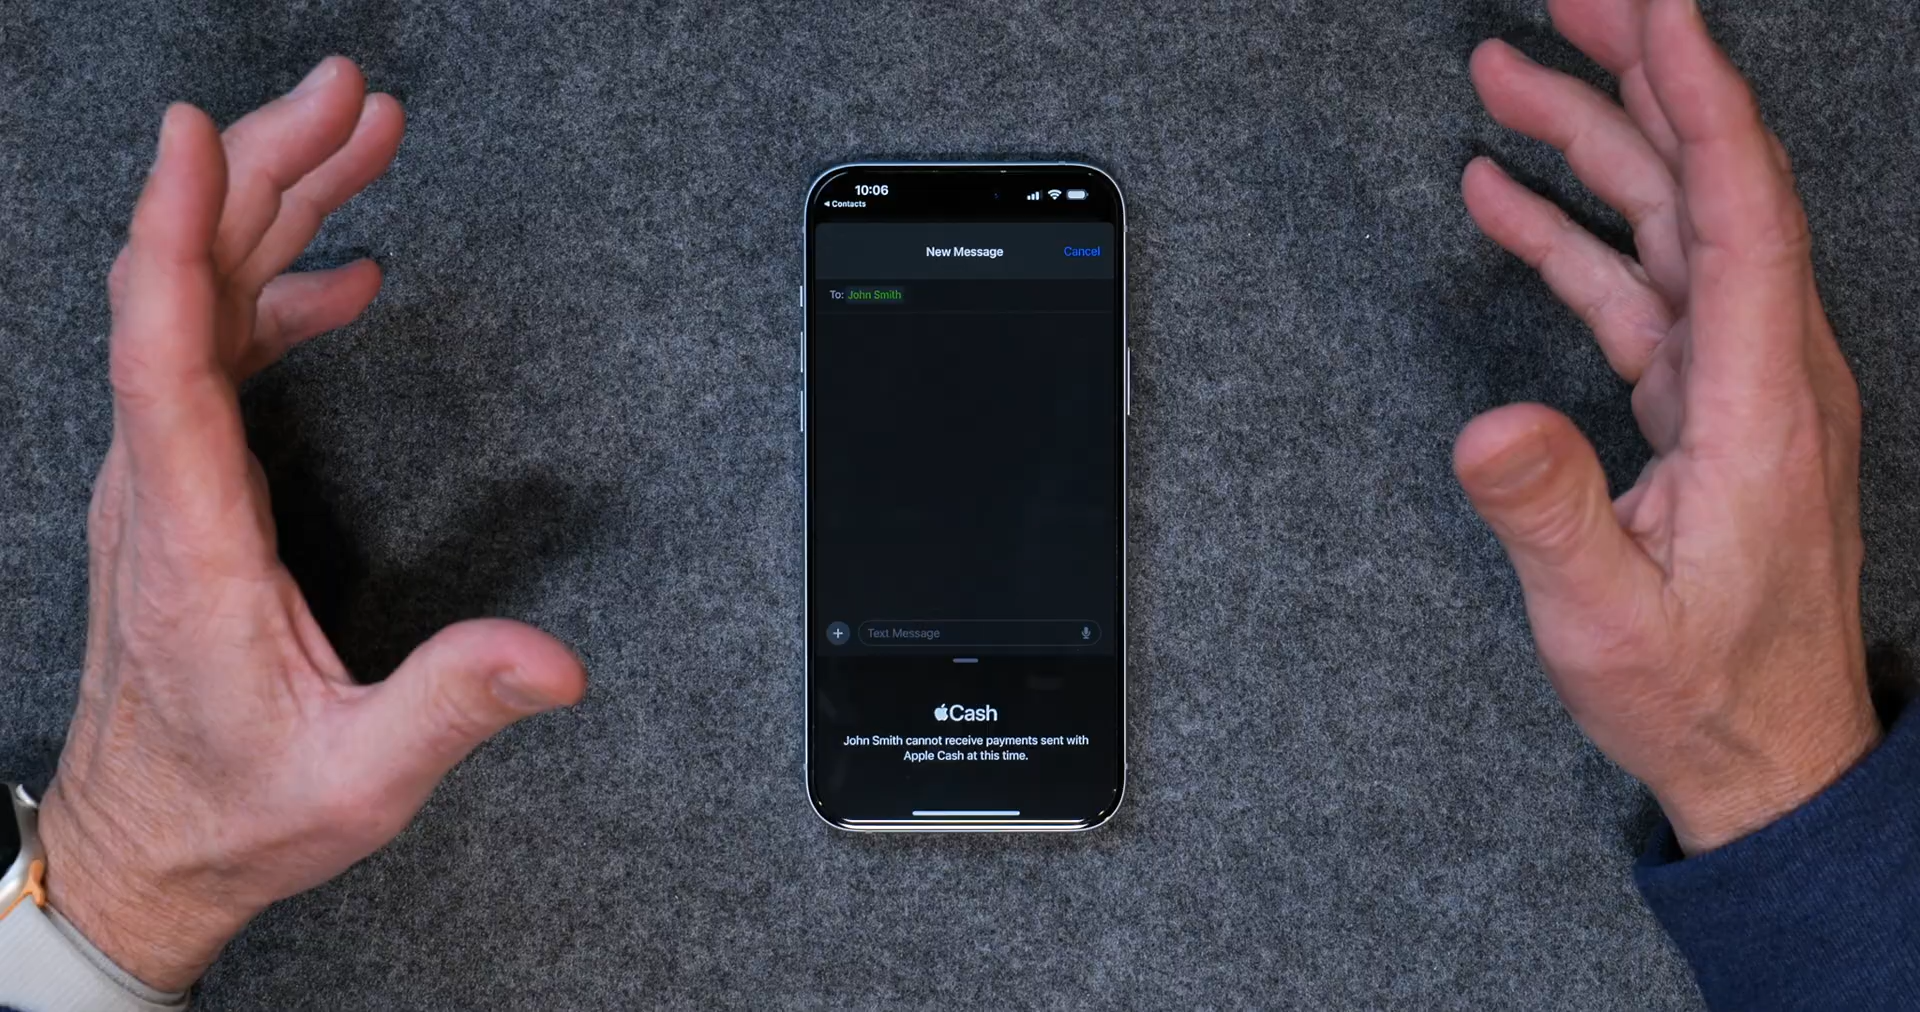 10:06
Contacts
New Message
Cancel
To: John Smith
Text Message
Cash
John Smith cannot receive payments sent with
Apple Cash at this time.